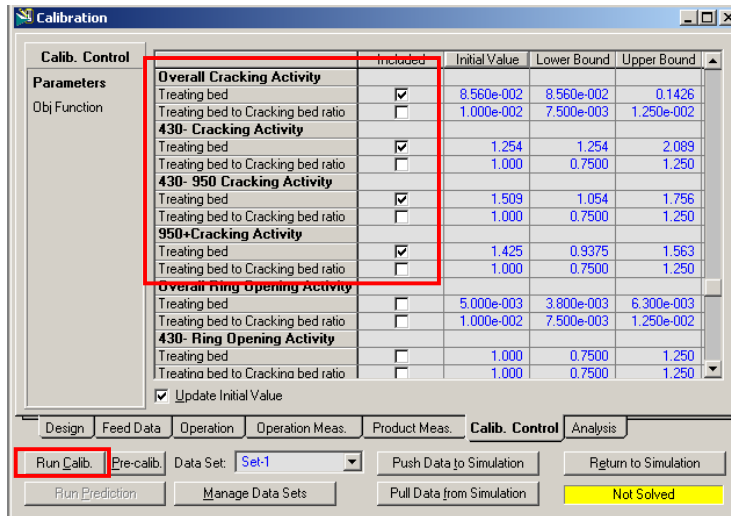 Calibration
Calib. Control
Parameters
Obj Function
Included Initial Value Lower Bound Upper Bound
Overall Cracking Activity
Treating bed 8.560e-002 8.560e-002 0.1426
Treating bed to Cracking bed ratio 1.000e-002 7.500e-003 1.250e-002
430- Cracking Activity
Treating bed 1.254 1.254 2.089
Treating bed to Cracking bed ratio 1.000 0.7500 1.250
430- 950 Cracking Activity
Treating bed 1.509 1.054 1.756
Treating bed to Cracking bed ratio 1.000 0.7500 1.250
950+Cracking Activity
Treating bed 1.425 0.9375 1.563
Treating bed to Cracking bed ratio 1.000 0.7500 1.250
Overall Ring Opening Activity
Treating bed 5.000e-003 3.800e-003 6.300e-003
Treating bed to Cracking bed ratio 1.000e-002 7.500e-003 1.250e-002
430- Ring Opening Activity
Treating bed 1.000 0.7500 1.250
Treating bed to Cracking bed ratio 1.000 0.7500 1.250
Update Initial Value
Design Feed Data Operation Operation Meas. Product Meas. Calib. Control Analysis
Run Calib. Pre-calib. Data Set: Set-1 Push Data to Simulation Return to Simulation
Run Prediction Manage Data Sets Pull Data from Simulation Not Solved